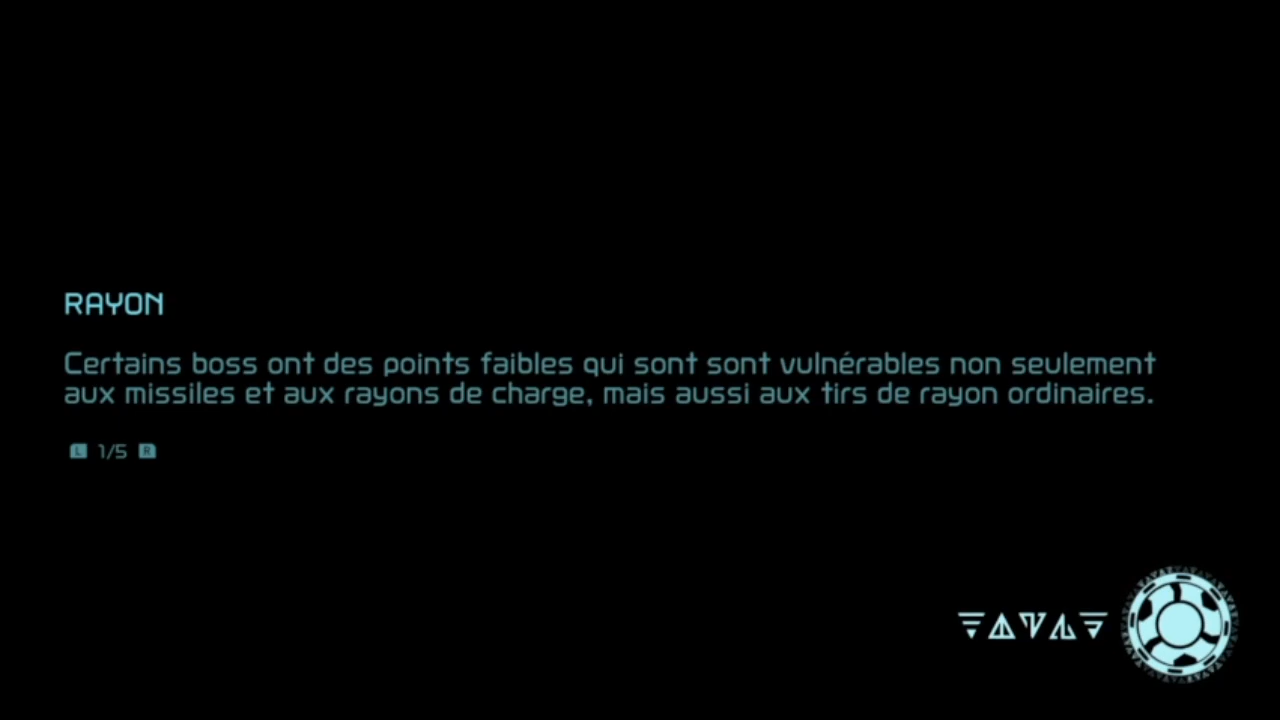 RAYON
Certains boss ont des points faibles qui sont sont vulnérables non seulement
aux missiles et aux rayons de charge, mais aussi aux tirs de rayon ordinaires.
L 1/5 R